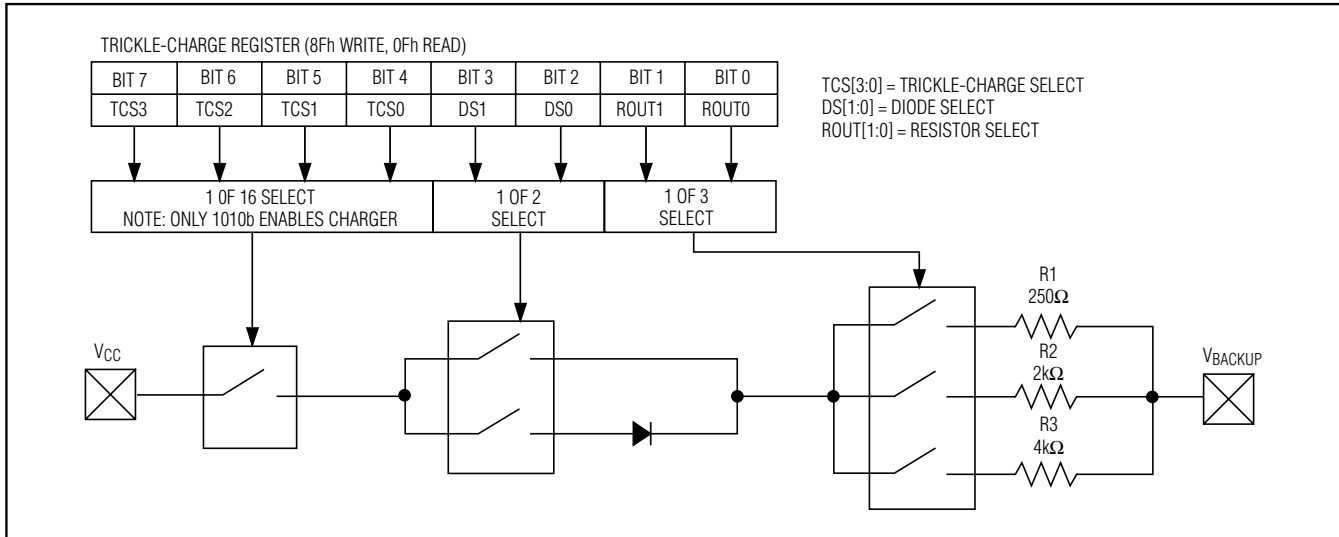 TRICKLE-CHARGE REGISTER (8Fh WRITE, 0Fh READ)
BIT 7 BIT 6 BIT 5 BIT 4 BIT 3 BIT 2 BIT 1 BIT 0
TCS3 TCS2 TCS1 TCS0 DS1 DS0 ROUT1 ROUT0
TCS[3:0] = TRICKLE-CHARGE SELECT
DS[1:0] = DIODE SELECT
ROUT[1:0] = RESISTOR SELECT
1 0F 16 SELECT
NOTE: ONLY 1010b ENABLES CHARGER
1 OF 2
SELECT
1 OF 3
SELECT
R1
250Ω
R2
2kΩ
R3
4kΩ
VCC
VBACKUP